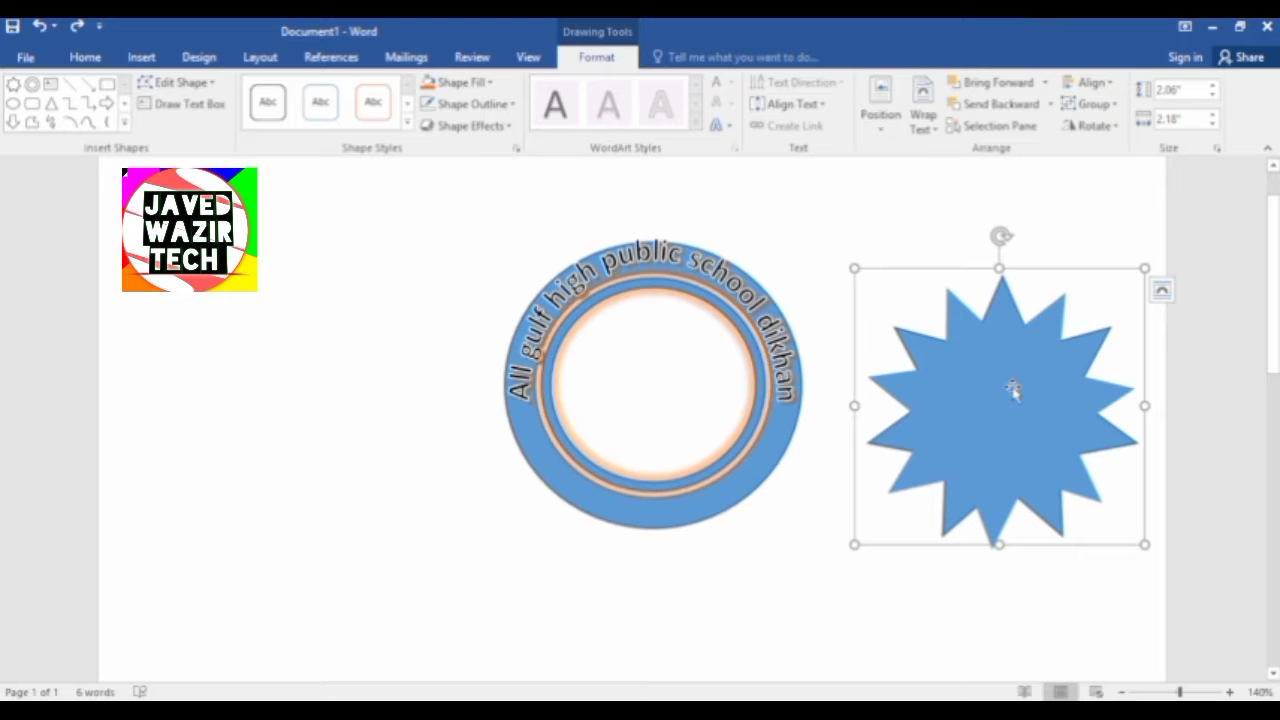 Document1 - Word
Drawing Tools
File Home Insert Design Layout References Mailings Review View Format Tell me what you want to do... Sign in Share
Edit Shape
Draw Text Box
Insert Shapes
Abc Abc Abc
Shape Fill
Shape Outline
Shape Effects
Shape Styles
A A A
A
A
A
WordArt Styles
Text Direction
Align Text
Create Link
Text
Position
Wrap
Text
Bring Forward
Send Backward
Selection Pane
Align
Group
Rotate
Arrange
2.06"
2.18"
Size
JAVED
WAZIR
TECH
All gulf high public school dikhan
Page 1 of 1 6 words 140%